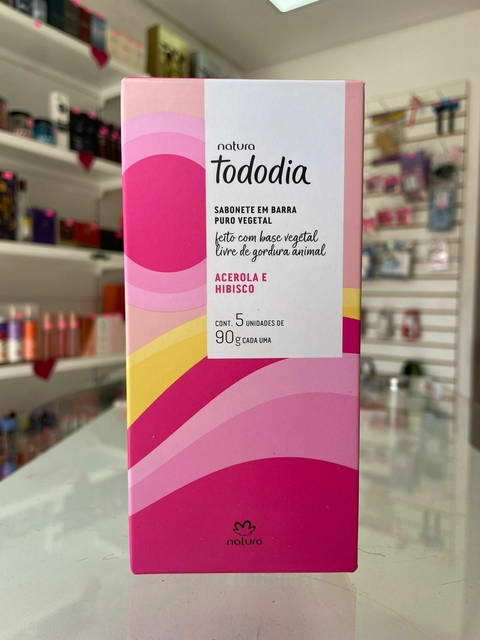 natura
tododia
SABONETE EM BARRA
PURO VEGETAL
feito com base vegetal
livre de gordura animal
ACEROLA E
HIBISCO
CONT. 5 UNIDADES DE
90g CADA UMA
natura